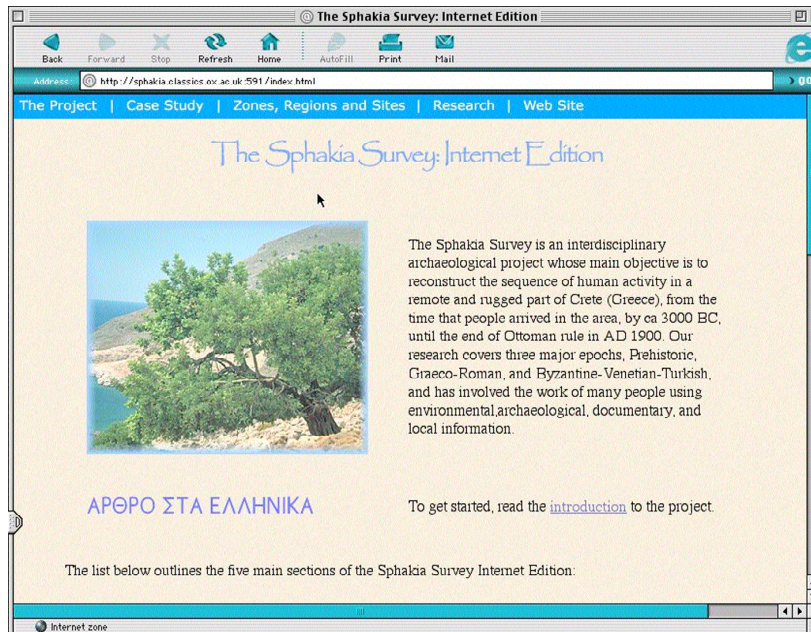 The Sphakia Survey: Internet Edition
Back Forward Stop Refresh Home AutoFill Print Mail
Address: http://sphakia.classics.ox.ac.uk:591/index.html go
The Project | Case Study | Zones, Regions and Sites | Research | Web Site
The Sphakia Survey: Internet Edition
The Sphakia Survey is an interdisciplinary
archaeological project whose main objective is to
reconstruct the sequence of human activity in a
remote and rugged part of Crete (Greece), from the
time that people arrived in the area, by ca 3000 BC,
until the end of Ottoman rule in AD 1900. Our
research covers three major epochs, Prehistoric,
Graeco-Roman, and Byzantine-Venetian-Turkish,
and has involved the work of many people using
environmental,archaeological, documentary, and
local information.
ΑΡΘΡΟ ΣΤΑ ΕΛΛΗΝΙΚΑ
To get started, read the introduction to the project.
The list below outlines the five main sections of the Sphakia Survey Internet Edition:
Internet zone